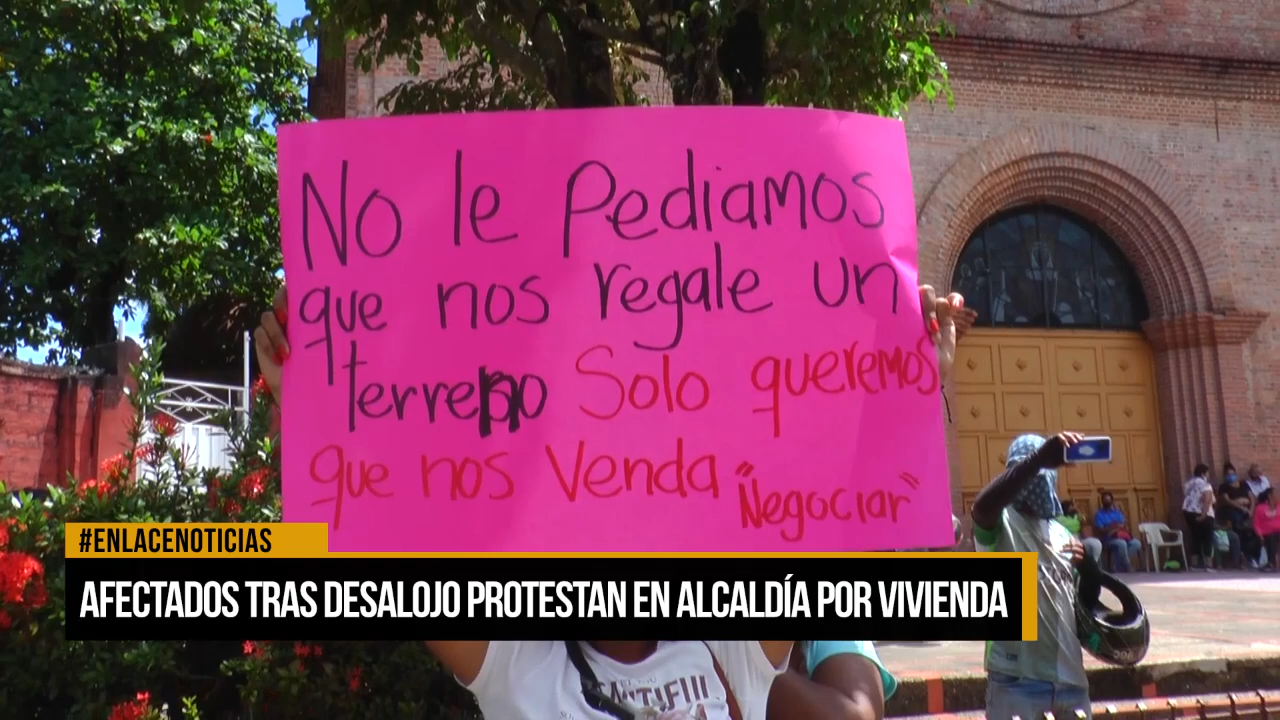 No le Pediamos
que nos regale un
terreno Solo queremos
que nos Venda "Negociar"
#ENLACENOTICIAS
AFECTADOS TRAS DESALOJO PROTESTAN EN ALCALDÍA POR VIVIENDA